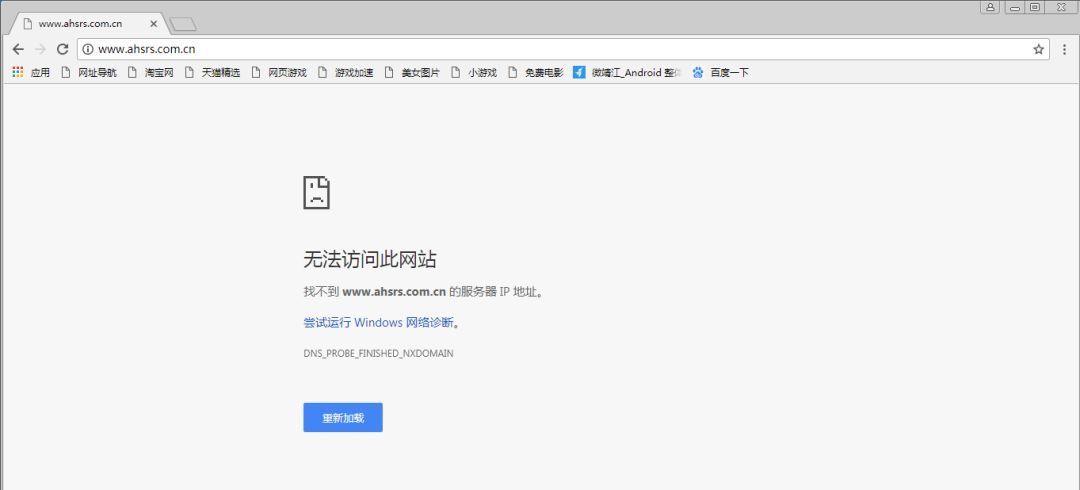 www.ahsrs.com.cn
www.ahsrs.com.cn
应用 网址导航 淘宝网 天猫精选 网页游戏 游戏加速 美女图片 小游戏 免费电影 微靖江_Android 整 百度一下
无法访问此网站
找不到 www.ahsrs.com.cn 的服务器 IP 地址。
尝试运行 Windows 网络诊断。
DNS_PROBE_FINISHED_NXDOMAIN
重新加载